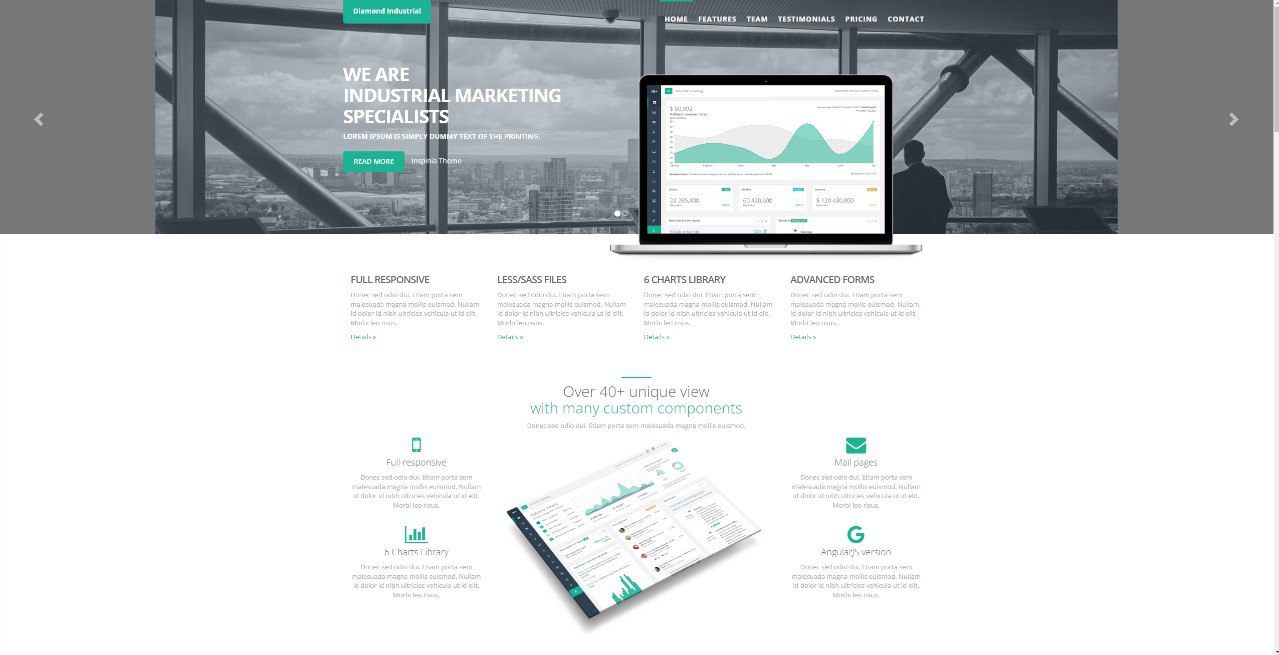 Diamond Industrial
HOME FEATURES TEAM TESTIMONIALS PRICING CONTACT
WE ARE
INDUSTRIAL MARKETING
SPECIALISTS
LOREM IPSUM IS SIMPLY DUMMY TEXT OF THE PRINTING.
READ MORE Inspinia Theme
$ 50,992
22 285,400 60 420,600 $ 120 430,800
FULL RESPONSIVE LESS/SASS FILES 6 CHARTS LIBRARY ADVANCED FORMS
Donec sed odio dui. Etiam porta sem Donec sed odio dui. Etiam porta sem Donec sed odio dui. Etiam porta sem Donec sed odio dui. Etiam porta sem
malesuada magna mollis euismod. Nullam malesuada magna mollis euismod. Nullam malesuada magna mollis euismod. Nullam malesuada magna mollis euismod. Nullam
id dolor id nibh ultricies vehicula ut id elit. id dolor id nibh ultricies vehicula ut id elit. id dolor id nibh ultricies vehicula ut id elit. id dolor id nibh ultricies vehicula ut id elit.
Morbi leo risus. Morbi leo risus. Morbi leo risus. Morbi leo risus.
Details » Details » Details » Details »
Over 40+ unique view
with many custom components
Donec sed odio dui. Etiam porta sem malesuada magna mollis euismod.
Full responsive
Donec sed odio dui. Etiam porta sem
malesuada magna mollis euismod. Nullam
id dolor id nibh ultricies vehicula ut id elit.
Morbi leo risus.
6 Charts Library
Donec sed odio dui. Etiam porta sem
malesuada magna mollis euismod. Nullam
id dolor id nibh ultricies vehicula ut id elit.
Morbi leo risus.
Mail pages
Donec sed odio dui. Etiam porta sem
malesuada magna mollis euismod. Nullam
id dolor id nibh ultricies vehicula ut id elit.
Morbi leo risus.
AngularJS version
Donec sed odio dui. Etiam porta sem
malesuada magna mollis euismod. Nullam
id dolor id nibh ultricies vehicula ut id elit.
Morbi leo risus.